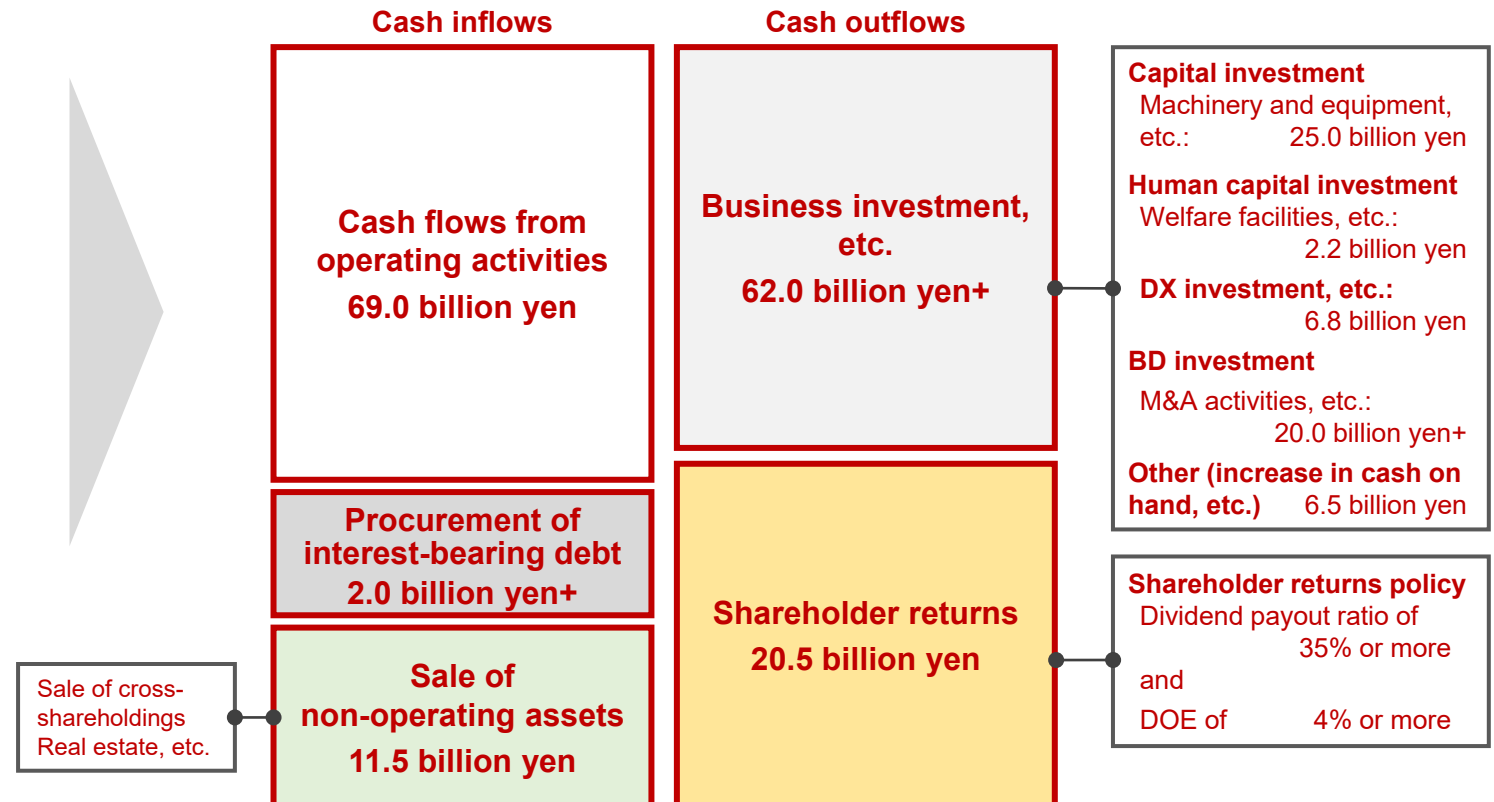 Cash inflows
Cash flows from
operating activities
69.0 billion yen
Procurement of
interest-bearing debt
2.0 billion yen+
Sale of
non-operating assets
11.5 billion yen
Sale of cross-
shareholdings
Real estate, etc.
Cash outflows
Business investment,
etc.
62.0 billion yen+
Shareholder returns
20.5 billion yen
Capital investment
Machinery and equipment,
etc.: 25.0 billion yen
Human capital investment
Welfare facilities, etc.:
2.2 billion yen
DX investment, etc.:
6.8 billion yen
BD investment
M&A activities, etc.:
20.0 billion yen+
Other (increase in cash on
hand, etc.) 6.5 billion yen
Shareholder returns policy
Dividend payout ratio of
35% or more
and
DOE of 4% or more